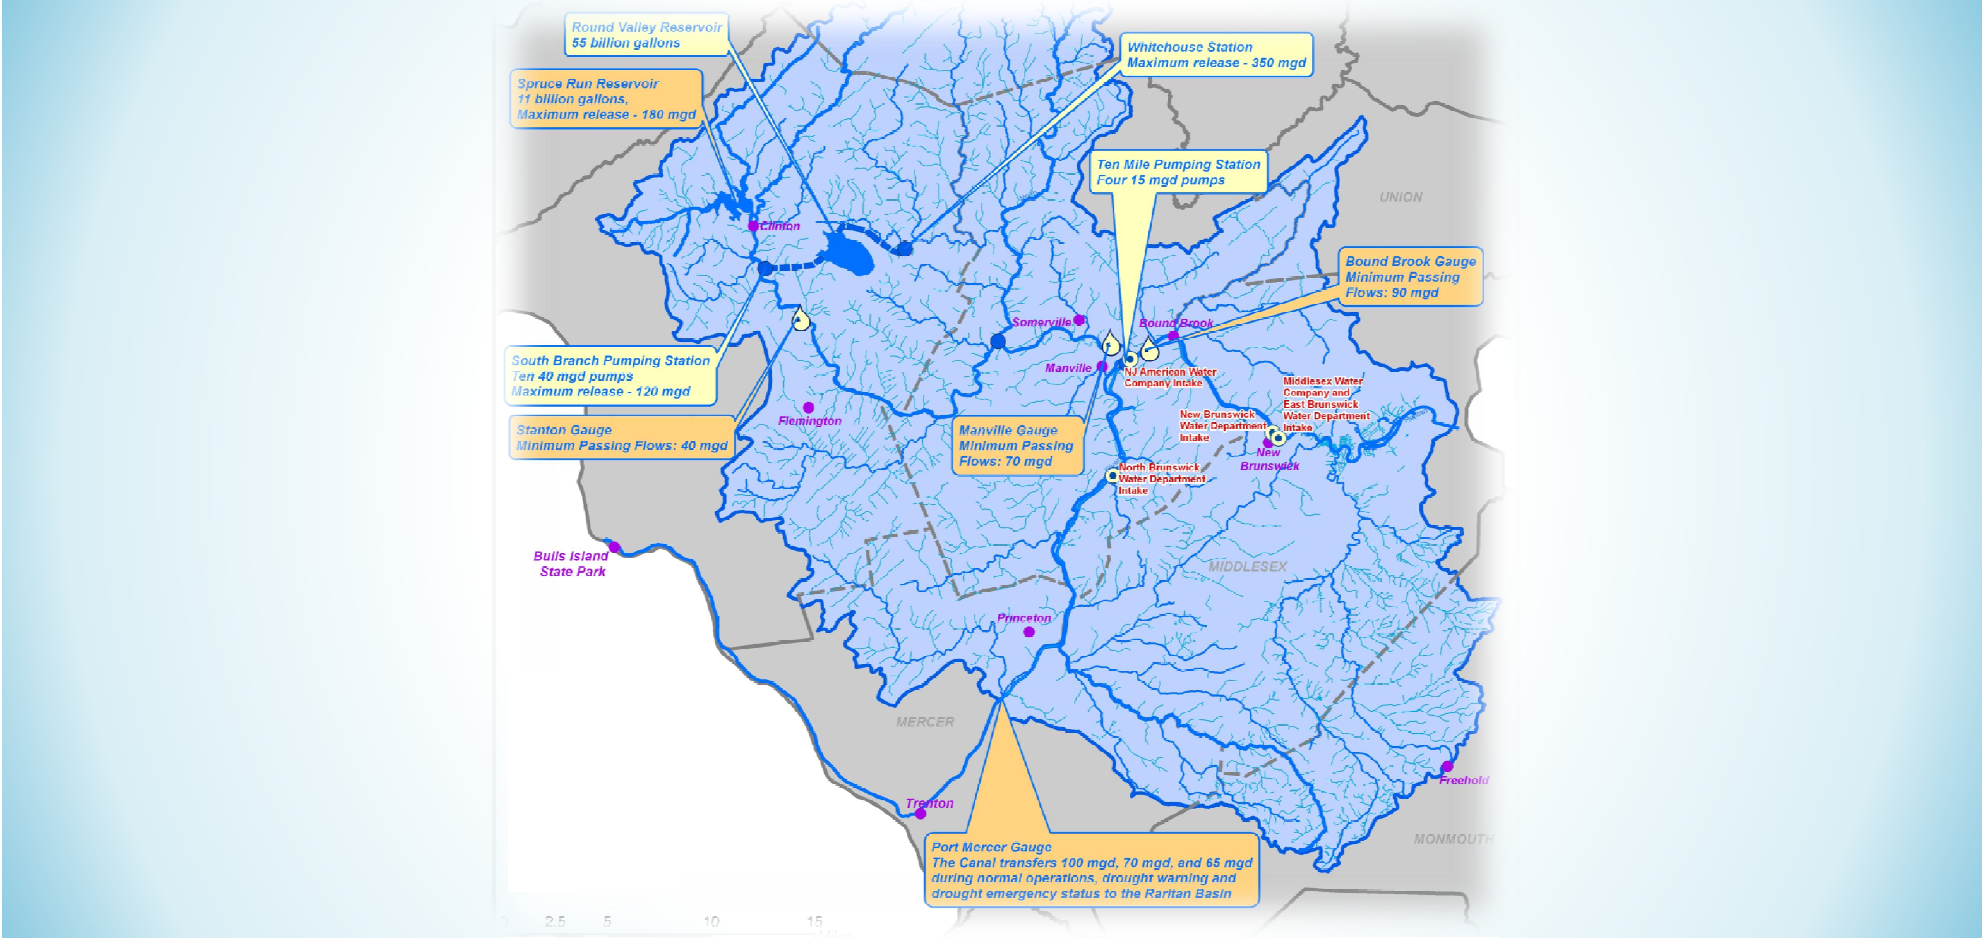 Round Valley Reservoir
55 billion gallons
Whitehouse Station
Maximum release - 350 mgd
Spruce Run Reservoir
11 billion gallons,
Maximum release - 180 mgd
Ten Mile Pumping Station
Four 15 mgd pumps
UNION
Clinton
Bound Brook Gauge
Minimum Passing
Flows: 90 mgd
Somerville
Bound Brook
South Branch Pumping Station
Ten 40 mgd pumps
Maximum release - 120 mgd
Manville
NJ American Water
Company Intake
Middlesex Water
Company and
East Brunswick
Water Department
Intake
New Brunswick
Water Department
Intake
Flemington
Stanton Gauge
Minimum Passing Flows: 40 mgd
Manville Gauge
Minimum Passing
Flows: 70 mgd
New
Brunswick
North Brunswick
Water Department
Intake
Bulls Island
State Park
MIDDLESEX
Princeton
MERCER
Freehold
Trenton
MONMOUTH
Port Mercer Gauge
The Canal transfers 100 mgd, 70 mgd, and 65 mgd
during normal operations, drought warning and
drought emergency status to the Raritan Basin
0 2.5 5 10 15
Miles